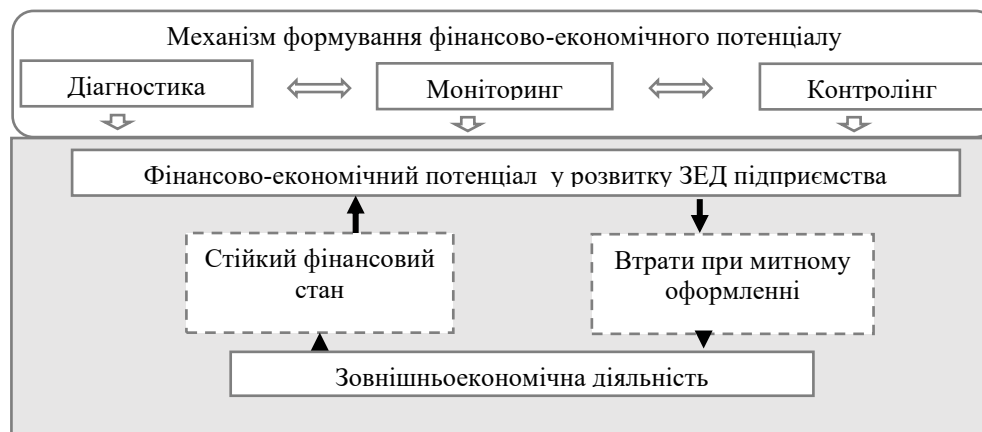 Механізм формування фінансово-економічного потенціалу
Діагностика
Моніторинг
Контролінг
Фінансово-економічний потенціал у розвитку ЗЕД підприємства
Стійкий фінансовий
стан
Втрати при митному
оформленні
Зовнішньоекономічна діяльність